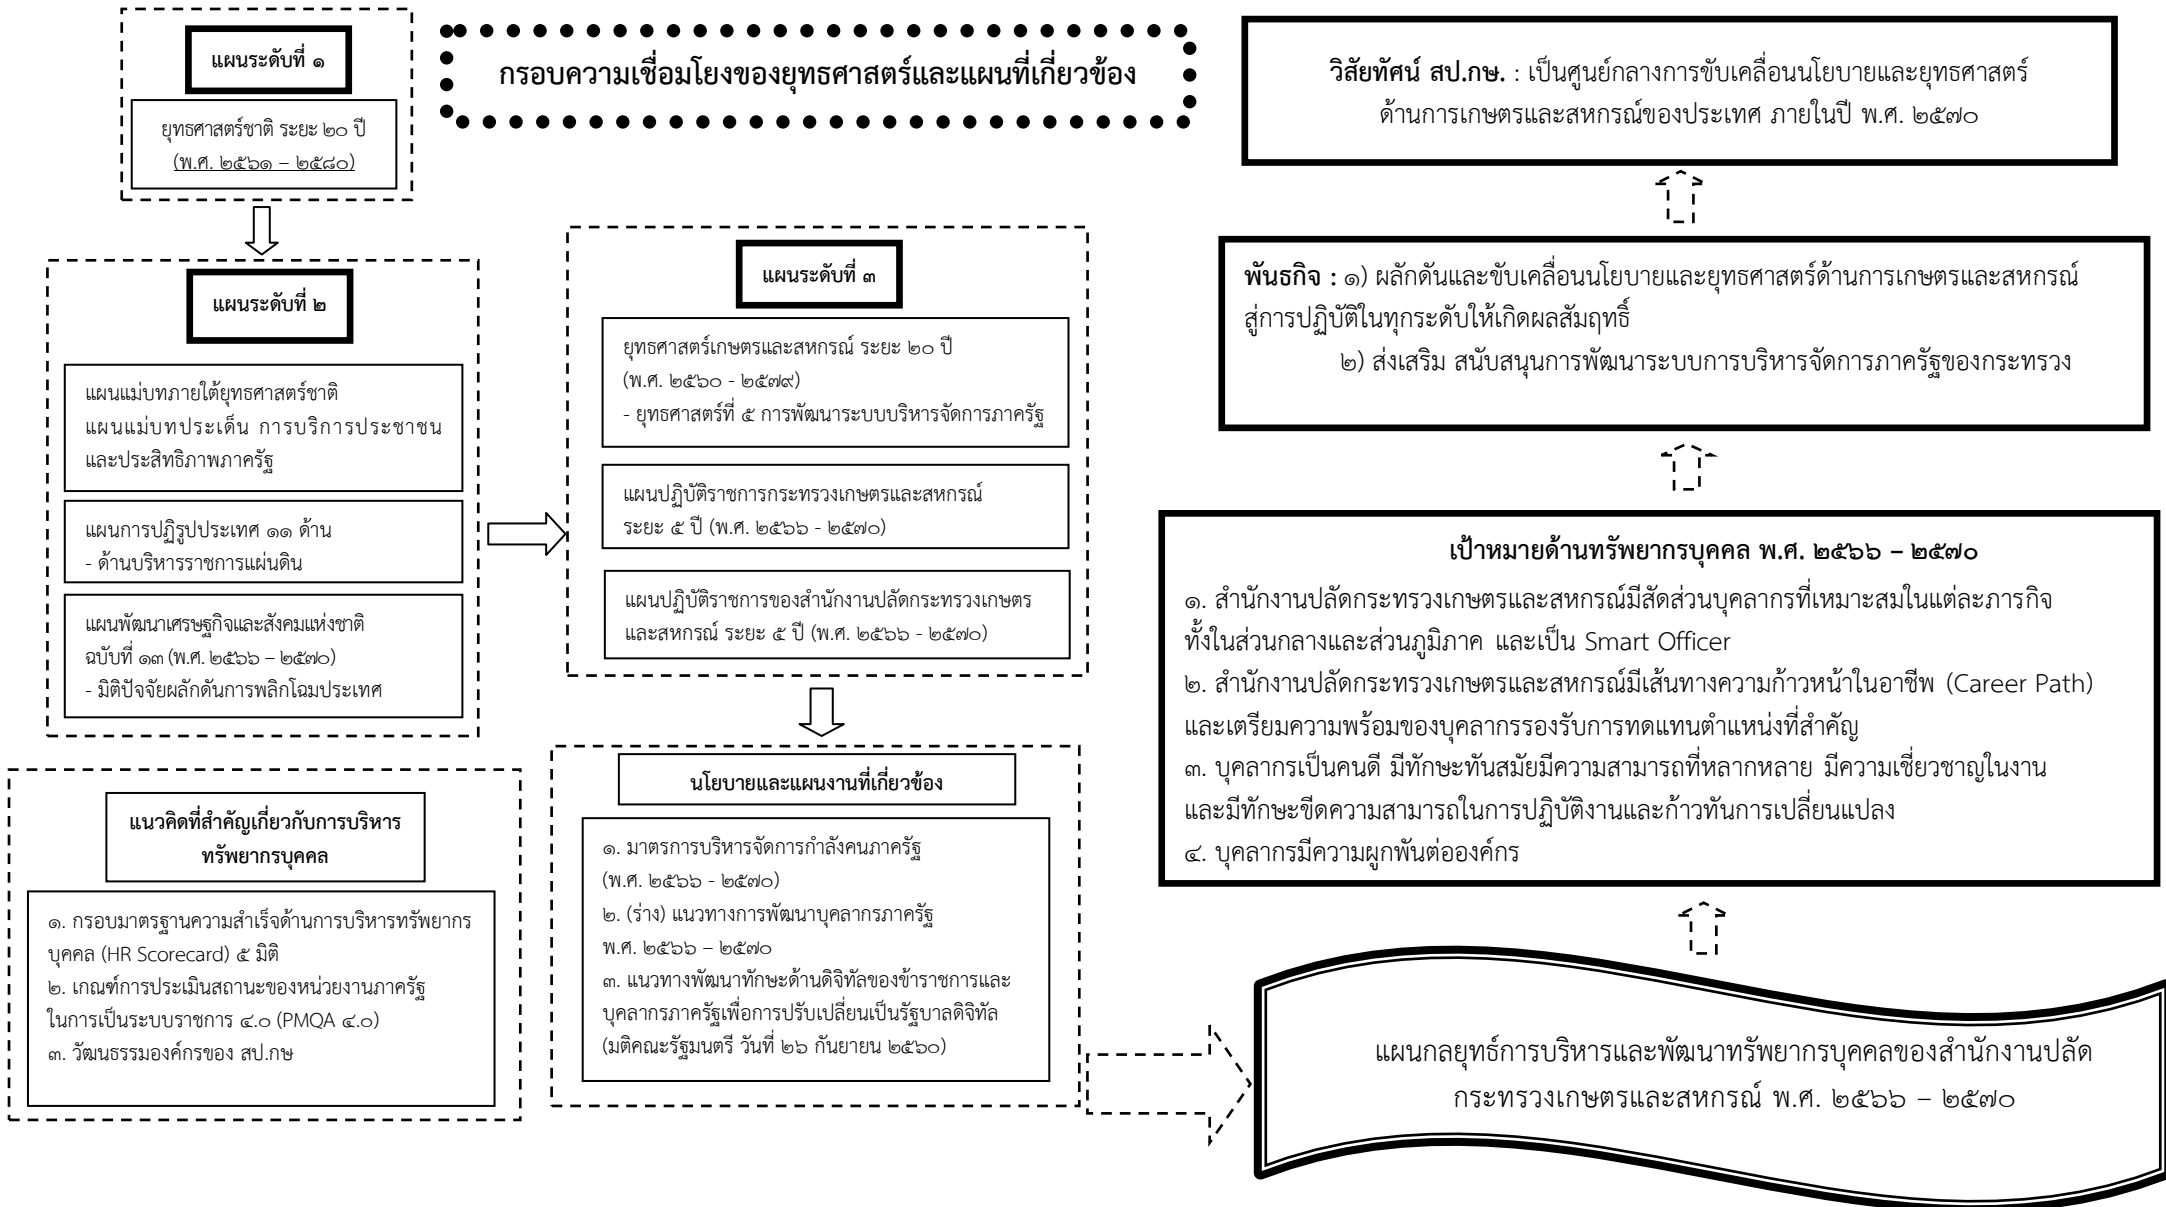 แผนระดับที่ ๑
ยุทธศาสตร์ชาติ ระยะ ๒๐ ปี
(พ.ศ. ๒๕๖๑ – ๒๕๘๐)
กรอบความเชื่อมโยงของยุทธศาสตร์และแผนที่เกี่ยวข้อง
แผนระดับที่ ๒
แผนแม่บทภายใต้ยุทธศาสตร์ชาติ
แผนแม่บทประเด็น การบริการประชาชน
และประสิทธิภาพภาครัฐ
แผนการปฏิรูปประเทศ ๑๑ ด้าน
- ด้านบริหารราชการแผ่นดิน
แผนพัฒนาเศรษฐกิจและสังคมแห่งชาติ
ฉบับที่ ๑๓ (พ.ศ. ๒๕๖๖ – ๒๕๗๐)
- มิติปัจจัยผลักดันการพลิกโฉมประเทศ
แผนระดับที่ ๓
ยุทธศาสตร์เกษตรและสหกรณ์ ระยะ ๒๐ ปี
(พ.ศ. ๒๕๖๐ - ๒๕๗๙)
- ยุทธศาสตร์ที่ ๕ การพัฒนาระบบบริหารจัดการภาครัฐ
แผนปฏิบัติราชการกระทรวงเกษตรและสหกรณ์
ระยะ ๕ ปี (พ.ศ. ๒๕๖๖ - ๒๕๗๐)
แผนปฏิบัติราชการของสำนักงานปลัดกระทรวงเกษตร
และสหกรณ์ ระยะ ๕ ปี (พ.ศ. ๒๕๖๖ - ๒๕๗๐)
แนวคิดที่สำคัญเกี่ยวกับการบริหาร
ทรัพยากรบุคคล
๑. กรอบมาตรฐานความสำเร็จด้านการบริหารทรัพยากร
บุคคล (HR Scorecard) ๕ มิติ
๒. เกณฑ์การประเมินสถานะของหน่วยงานภาครัฐ
ในการเป็นระบบราชการ ๔.๐ (PMQA ๔.๐)
๓. วัฒนธรรมองค์กรของ สป.กษ
นโยบายและแผนงานที่เกี่ยวข้อง
๑. มาตรการบริหารจัดการกำลังคนภาครัฐ
(พ.ศ. ๒๕๖๖ - ๒๕๗๐)
๒. (ร่าง) แนวทางการพัฒนาบุคลากรภาครัฐ
พ.ศ. ๒๕๖๖ – ๒๕๗๐
๓. แนวทางพัฒนาทักษะด้านดิจิทัลของข้าราชการและ
บุคลากรภาครัฐเพื่อการปรับเปลี่ยนเป็นรัฐบาลดิจิทัล
(มติคณะรัฐมนตรี วันที่ ๒๖ กันยายน ๒๕๖๐)
วิสัยทัศน์ สป.กษ. : เป็นศูนย์กลางการขับเคลื่อนนโยบายและยุทธศาสตร์
ด้านการเกษตรและสหกรณ์ของประเทศ ภายในปี พ.ศ. ๒๕๗๐
พันธกิจ : ๑) ผลักดันและขับเคลื่อนนโยบายและยุทธศาสตร์ด้านการเกษตรและสหกรณ์
สู่การปฏิบัติในทุกระดับให้เกิดผลสัมฤทธิ์
๒) ส่งเสริม สนับสนุนการพัฒนาระบบการบริหารจัดการภาครัฐของกระทรวง
เป้าหมายด้านทรัพยากรบุคคล พ.ศ. ๒๕๖๖ – ๒๕๗๐
๑. สำนักงานปลัดกระทรวงเกษตรและสหกรณ์มีสัดส่วนบุคลากรที่เหมาะสมในแต่ละภารกิจ
ทั้งในส่วนกลางและส่วนภูมิภาค และเป็น Smart Officer
๒. สำนักงานปลัดกระทรวงเกษตรและสหกรณ์มีเส้นทางความก้าวหน้าในอาชีพ (Career Path)
และเตรียมความพร้อมของบุคลากรรองรับการทดแทนตำแหน่งที่สำคัญ
๓. บุคลากรเป็นคนดี มีทักษะทันสมัยมีความสามารถที่หลากหลาย มีความเชี่ยวชาญในงาน
และมีทักษะขีดความสามารถในการปฏิบัติงานและก้าวทันการเปลี่ยนแปลง
๔. บุคลากรมีความผูกพันต่อองค์กร
แผนกลยุทธ์การบริหารและพัฒนาทรัพยากรบุคคลของสำนักงานปลัด
กระทรวงเกษตรและสหกรณ์ พ.ศ. ๒๕๖๖ – ๒๕๗๐